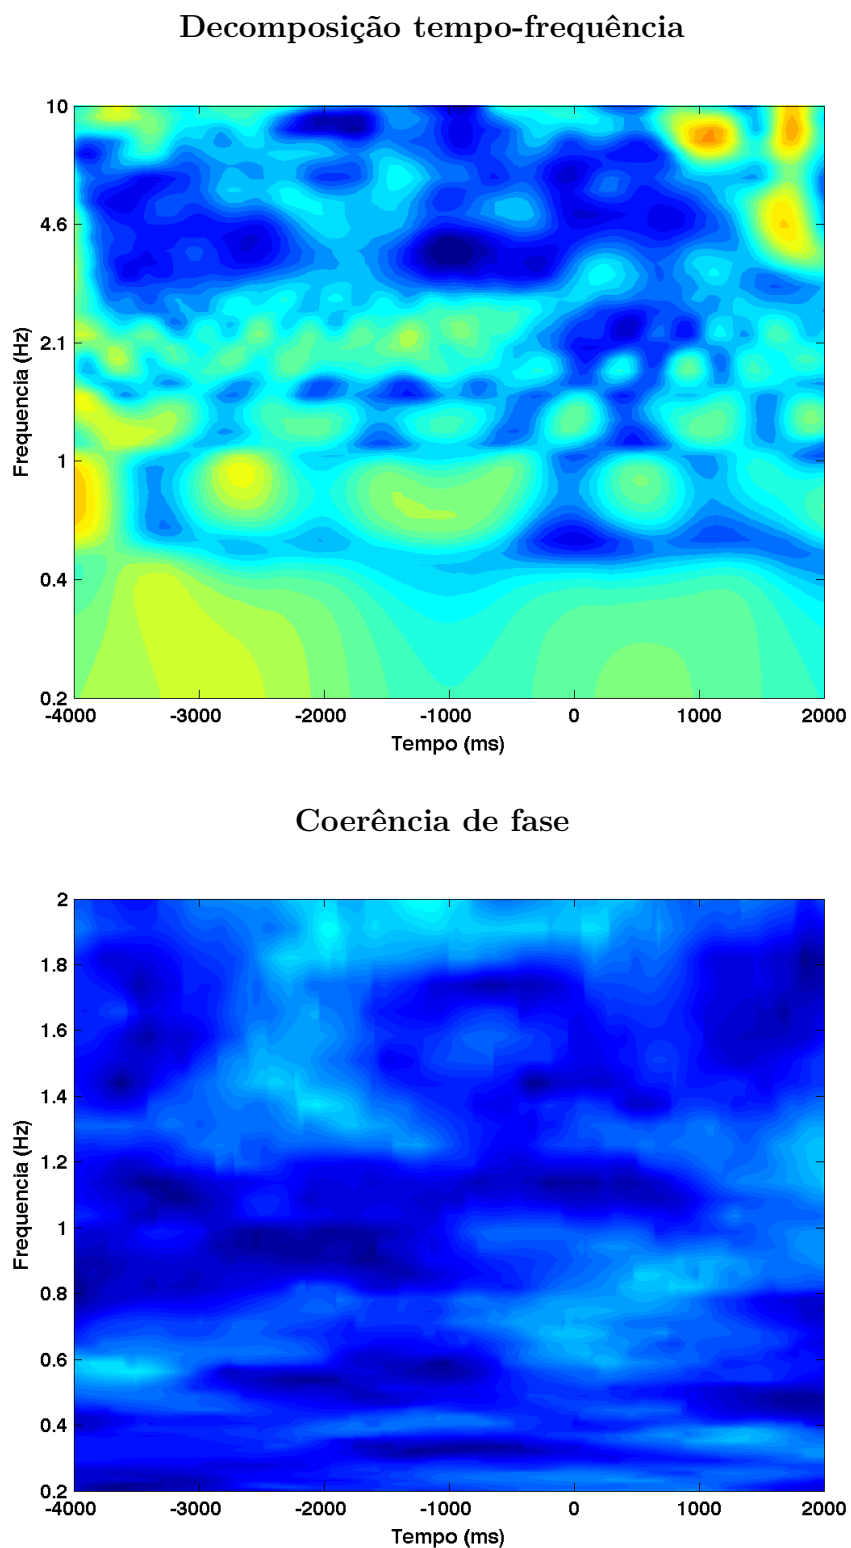 Decomposição tempo-frequência
10
4.6
2.1
1
0.4
0.2
Frequencia (Hz)
-4000 -3000 -2000 -1000 0 1000 2000
Tempo (ms)
Coerência de fase
2
1.8
1.6
1.4
1.2
1
0.8
0.6
0.4
0.2
Frequencia (Hz)
-4000 -3000 -2000 -1000 0 1000 2000
Tempo (ms)